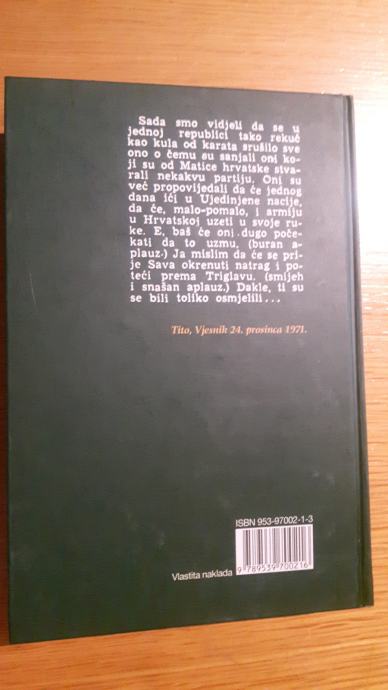 Sada smo vidjeli da se u
jednoj republici tako rekuć
kao kula od karata srušilo sve
ono o čemu su sanjali oni ko-
ji su od Matice hrvatske stva-
rali nekakvu partiju. Oni su
već propovijedali da će jednog
dana ići u Ujedinjene nacije,
da će, malo-pomalo, i armiju
u Hrvatskoj uzeti u svoje ru-
ke. E, baš će oni dugo poče-
kati da to uzmu. (buran a-
plauz.) Ja mislim da će se pri-
je Sava okrenuti natrag i po-
teći prema Triglavu. (smijeh
i snašan aplauz.) Dakle, ti su
se bili toliko osmjelili...
Tito, Vjesnik 24. prosinca 1971.
ISBN 953-97002-1-3
9 789539 700216
Vlastita naklada